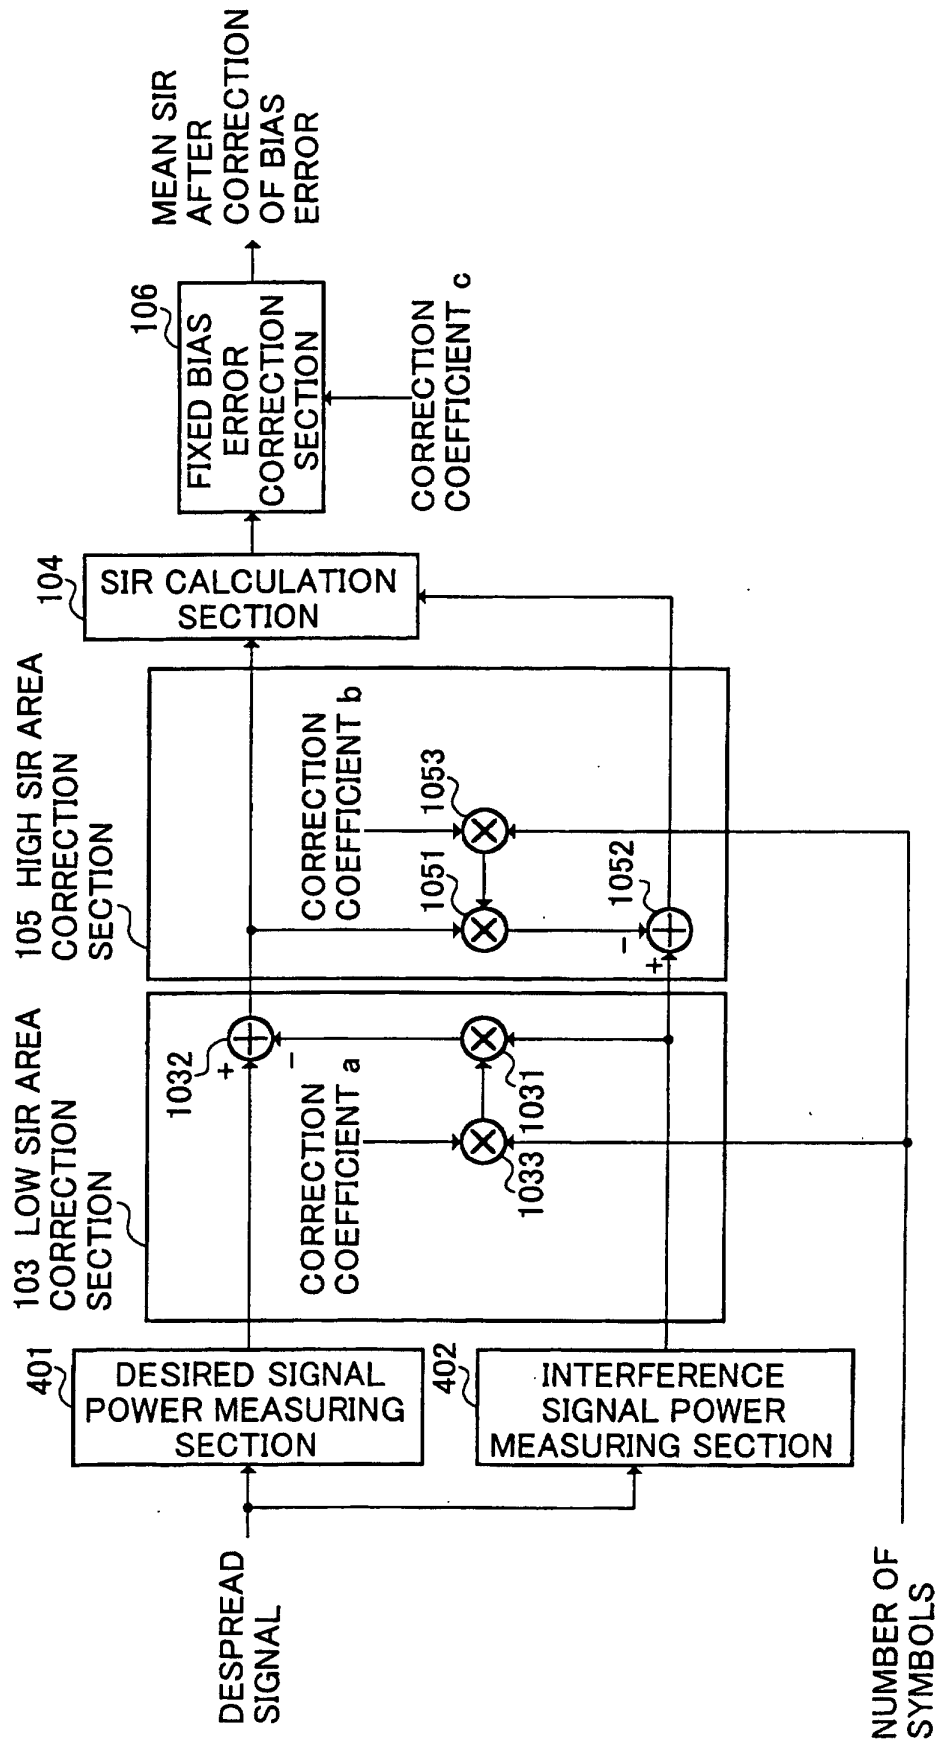 DESPREAD
SIGNAL
NUMBER OF
SYMBOLS
401
DESIRED SIGNAL
POWER MEASURING
SECTION
402
INTERFERENCE
SIGNAL POWER
MEASURING SECTION
103 LOW SIR AREA
CORRECTION
SECTION
1032
+
−
CORRECTION
COEFFICIENT a
1033
1031
105 HIGH SIR AREA
CORRECTION
SECTION
CORRECTION
COEFFICIENT b
1051
1053
1052
−
+
104
SIR CALCULATION
SECTION
106
FIXED BIAS
ERROR
CORRECTION
SECTION
CORRECTION
COEFFICIENT c
MEAN SIR
AFTER
CORRECTION
OF BIAS
ERROR